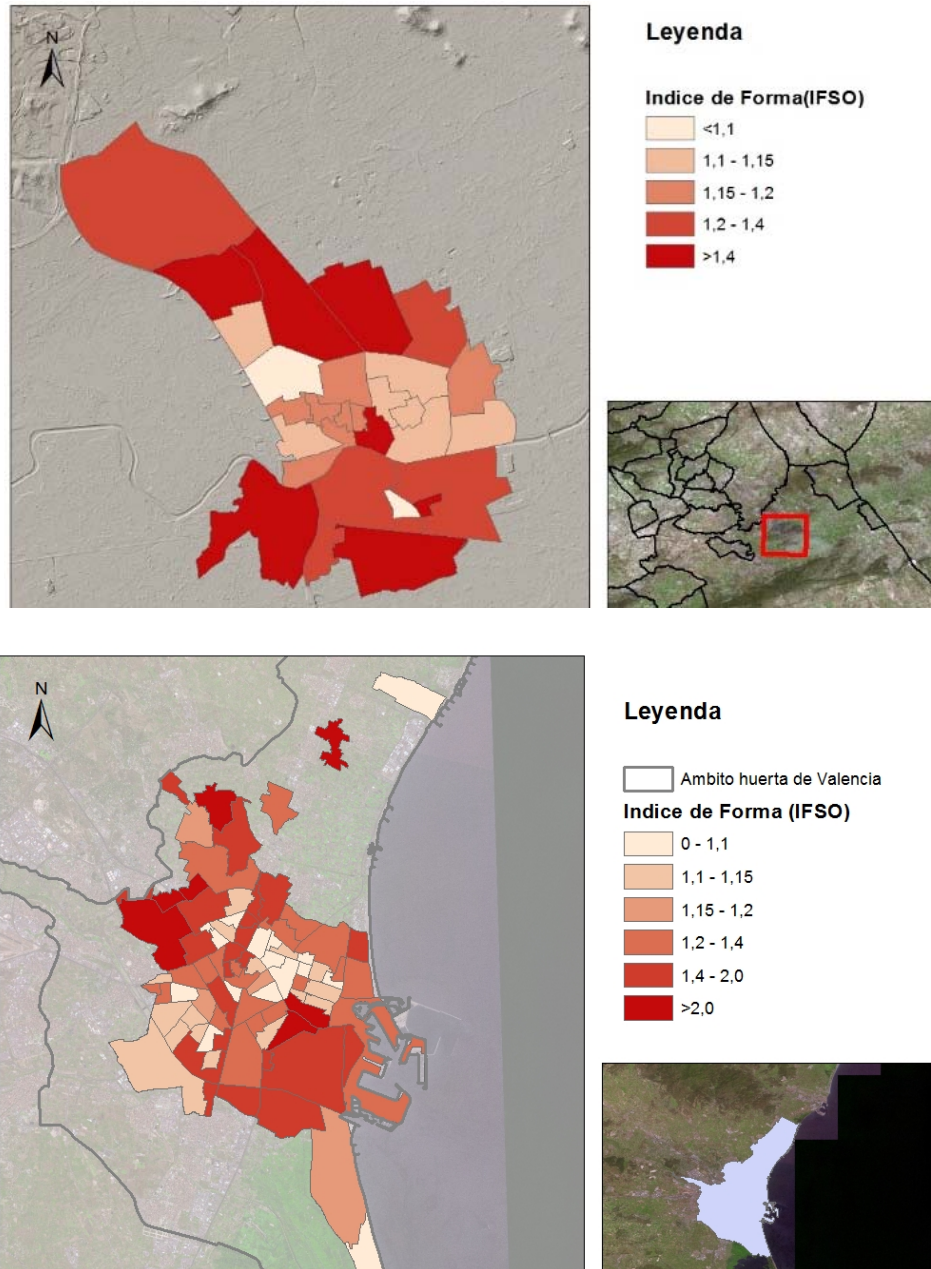 N
Leyenda
Indice de Forma(IFSO)
<1,1
1,1 - 1,15
1,15 - 1,2
1,2 - 1,4
>1,4
N
Leyenda
Ambito huerta de Valencia
Indice de Forma (IFSO)
0 - 1,1
1,1 - 1,15
1,15 - 1,2
1,2 - 1,4
1,4 - 2,0
>2,0